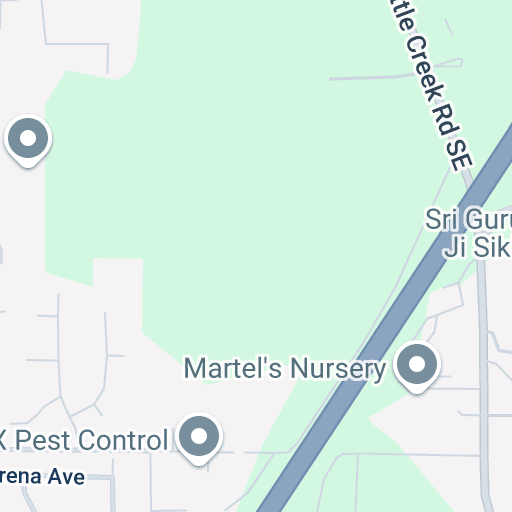 ttle Creek Rd SE
Sri Guru
Ji Sik
Martel's Nursery
X Pest Control
rena Ave